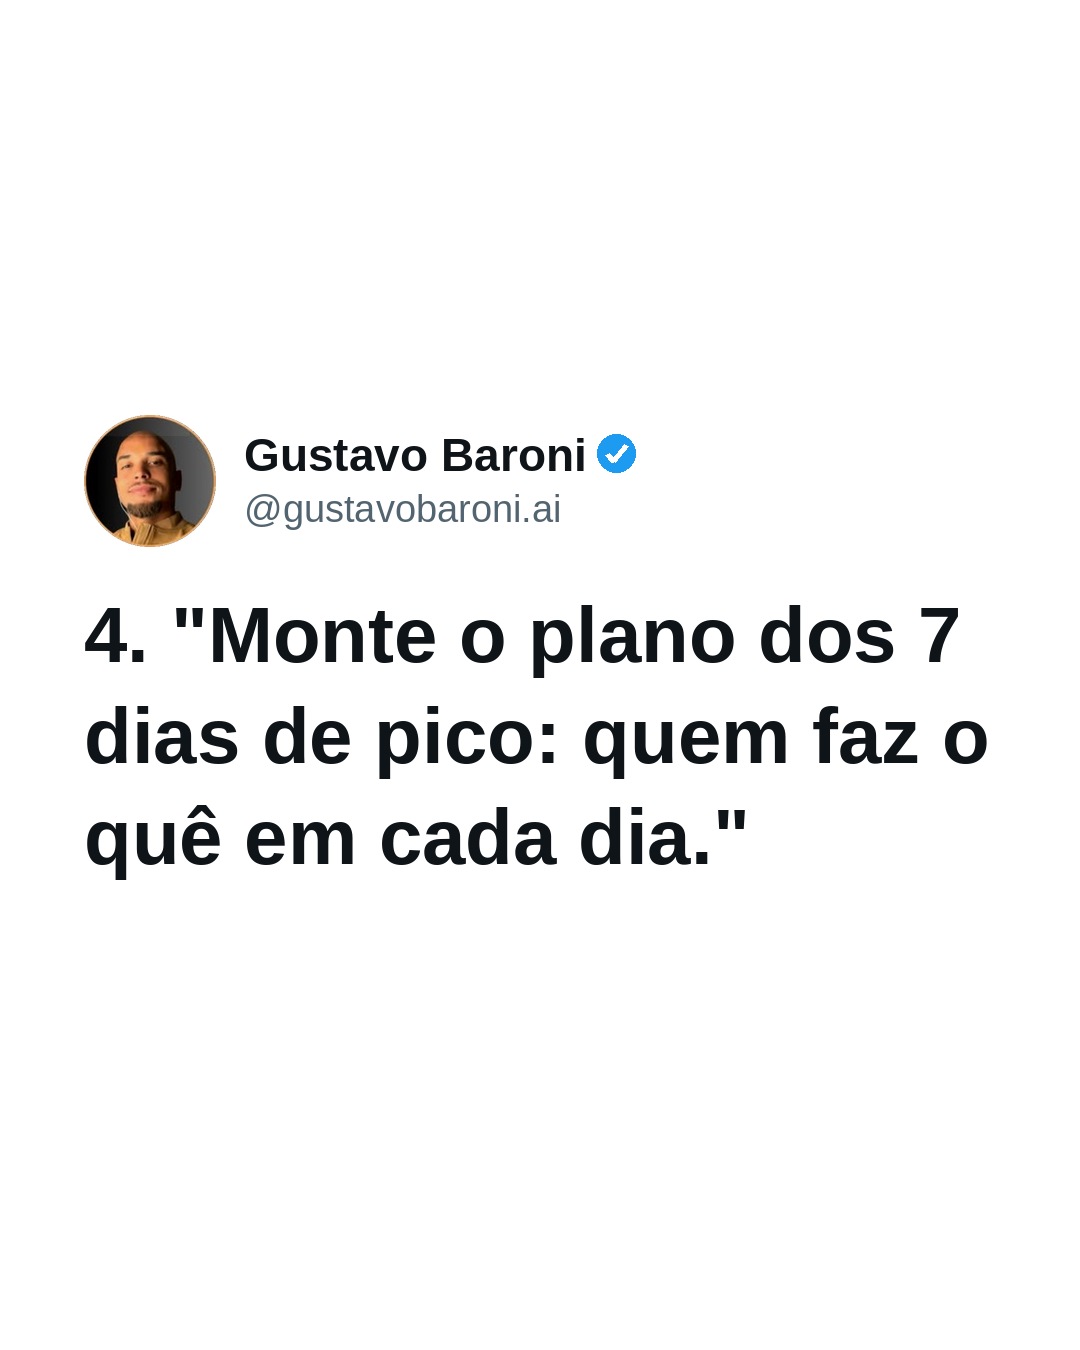 Gustavo Baroni
@gustavobaroni.ai
4. "Monte o plano dos 7
dias de pico: quem faz o
quê em cada dia."